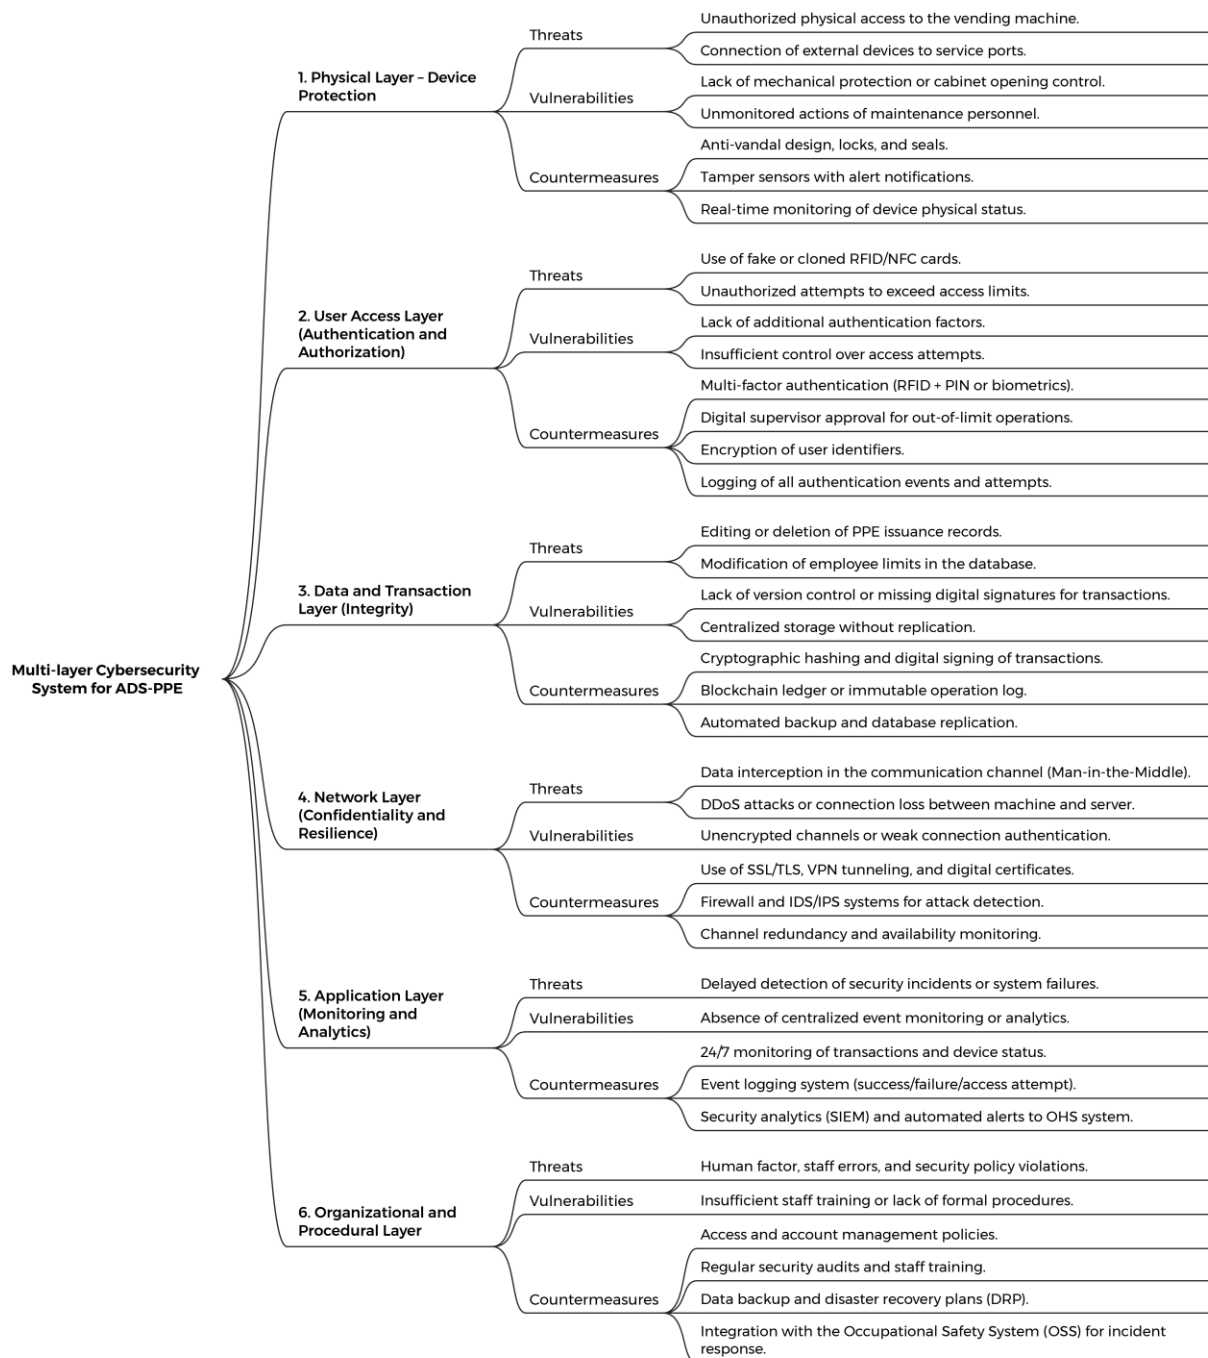 Multi-layer Cybersecurity
System for ADS-PPE
1. Physical Layer – Device
Protection
Threats
Unauthorized physical access to the vending machine.
Connection of external devices to service ports.
Vulnerabilities
Lack of mechanical protection or cabinet opening control.
Unmonitored actions of maintenance personnel.
Countermeasures
Anti-vandal design, locks, and seals.
Tamper sensors with alert notifications.
Real-time monitoring of device physical status.
2. User Access Layer
(Authentication and
Authorization)
Threats
Use of fake or cloned RFID/NFC cards.
Unauthorized attempts to exceed access limits.
Vulnerabilities
Lack of additional authentication factors.
Insufficient control over access attempts.
Countermeasures
Multi-factor authentication (RFID + PIN or biometrics).
Digital supervisor approval for out-of-limit operations.
Encryption of user identifiers.
Logging of all authentication events and attempts.
3. Data and Transaction
Layer (Integrity)
Threats
Editing or deletion of PPE issuance records.
Modification of employee limits in the database.
Vulnerabilities
Lack of version control or missing digital signatures for transactions.
Centralized storage without replication.
Countermeasures
Cryptographic hashing and digital signing of transactions.
Blockchain ledger or immutable operation log.
Automated backup and database replication.
4. Network Layer
(Confidentiality and
Resilience)
Threats
Data interception in the communication channel (Man-in-the-Middle).
DDoS attacks or connection loss between machine and server.
Vulnerabilities
Unencrypted channels or weak connection authentication.
Countermeasures
Use of SSL/TLS, VPN tunneling, and digital certificates.
Firewall and IDS/IPS systems for attack detection.
Channel redundancy and availability monitoring.
5. Application Layer
(Monitoring and
Analytics)
Threats
Delayed detection of security incidents or system failures.
Vulnerabilities
Absence of centralized event monitoring or analytics.
Countermeasures
24/7 monitoring of transactions and device status.
Event logging system (success/failure/access attempt).
Security analytics (SIEM) and automated alerts to OHS system.
6. Organizational and
Procedural Layer
Threats
Human factor, staff errors, and security policy violations.
Vulnerabilities
Insufficient staff training or lack of formal procedures.
Countermeasures
Access and account management policies.
Regular security audits and staff training.
Data backup and disaster recovery plans (DRP).
Integration with the Occupational Safety System (OSS) for incident
response.